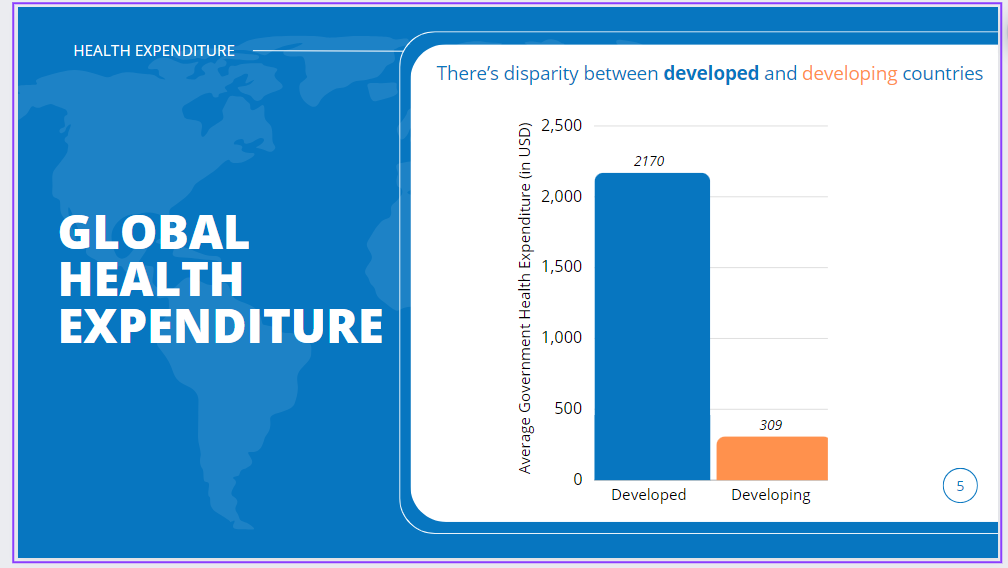 HEALTH EXPENDITURE
GLOBAL
HEALTH
EXPENDITURE
There’s disparity between developed and developing countries
Average Government Health Expenditure (in USD)
2,500
2,000
1,500
1,000
500
0
2170
309
Developed
Developing
5